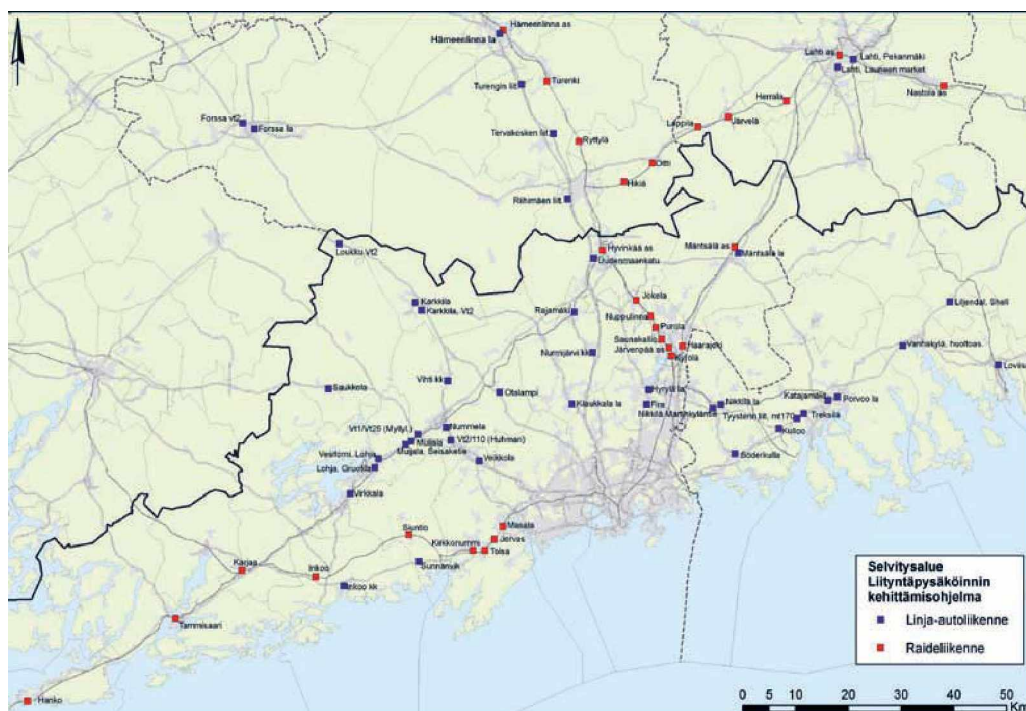 Hämeenlinna as
Hämeenlinna la
Turengin liit.
Turenki
Lahti as
Lahti, Pekanmäki
Lahti, Launeen market
Nastola as
Herrala
Järvelä
Lappila
Forssa vt2
Forssa la
Tervakosken liit.
Ryttylä
Oitti
Hikiä
Riihimäen liit.
Loukku Vt2
Hyvinkää as
Uudenmaankatu
Mäntsälä as
Mäntsälä la
Karkkila
Karkkila, Vt2
Rajamäki
Jokela
Nuppulinna
Purola
Saunakallio
Järvenpää as
Haarajoki
Kyrölä
Liljendal, Shell
Vanhakylä, huoltoas.
Loviisa
Nurmijärvi kk
Saukkola
Vihti kk
Otalampi
Klaukkala la
Hyrylä la
Fira
Nikkilä la
Nikkilä Martinkyläntie
Katajamäki
Porvoo la
Tyysterin liit, mt170
Treksilä
Kulloo
Söderkulla
Vt1/Vt25 (Myllyl.)
Nummela
Muijala
Muijala, Seisaketie
Vt2/110 (Huhmari)
Veikkola
Vesitorni, Lohja
Lohja, Gruotila
Virkkala
Siuntio
Masala
Jorvas
Kirkkonummi
Tolsa
Sunnanvik
Karjaa
Inkoo
Inkoo kk
Tammisaari
Hanko
Selvitysalue
Liityntäpysäköinnin
kehittämisohjelma
Linja-autoliikenne
Raideliikenne
0 5 10 20 30 40 50
Km